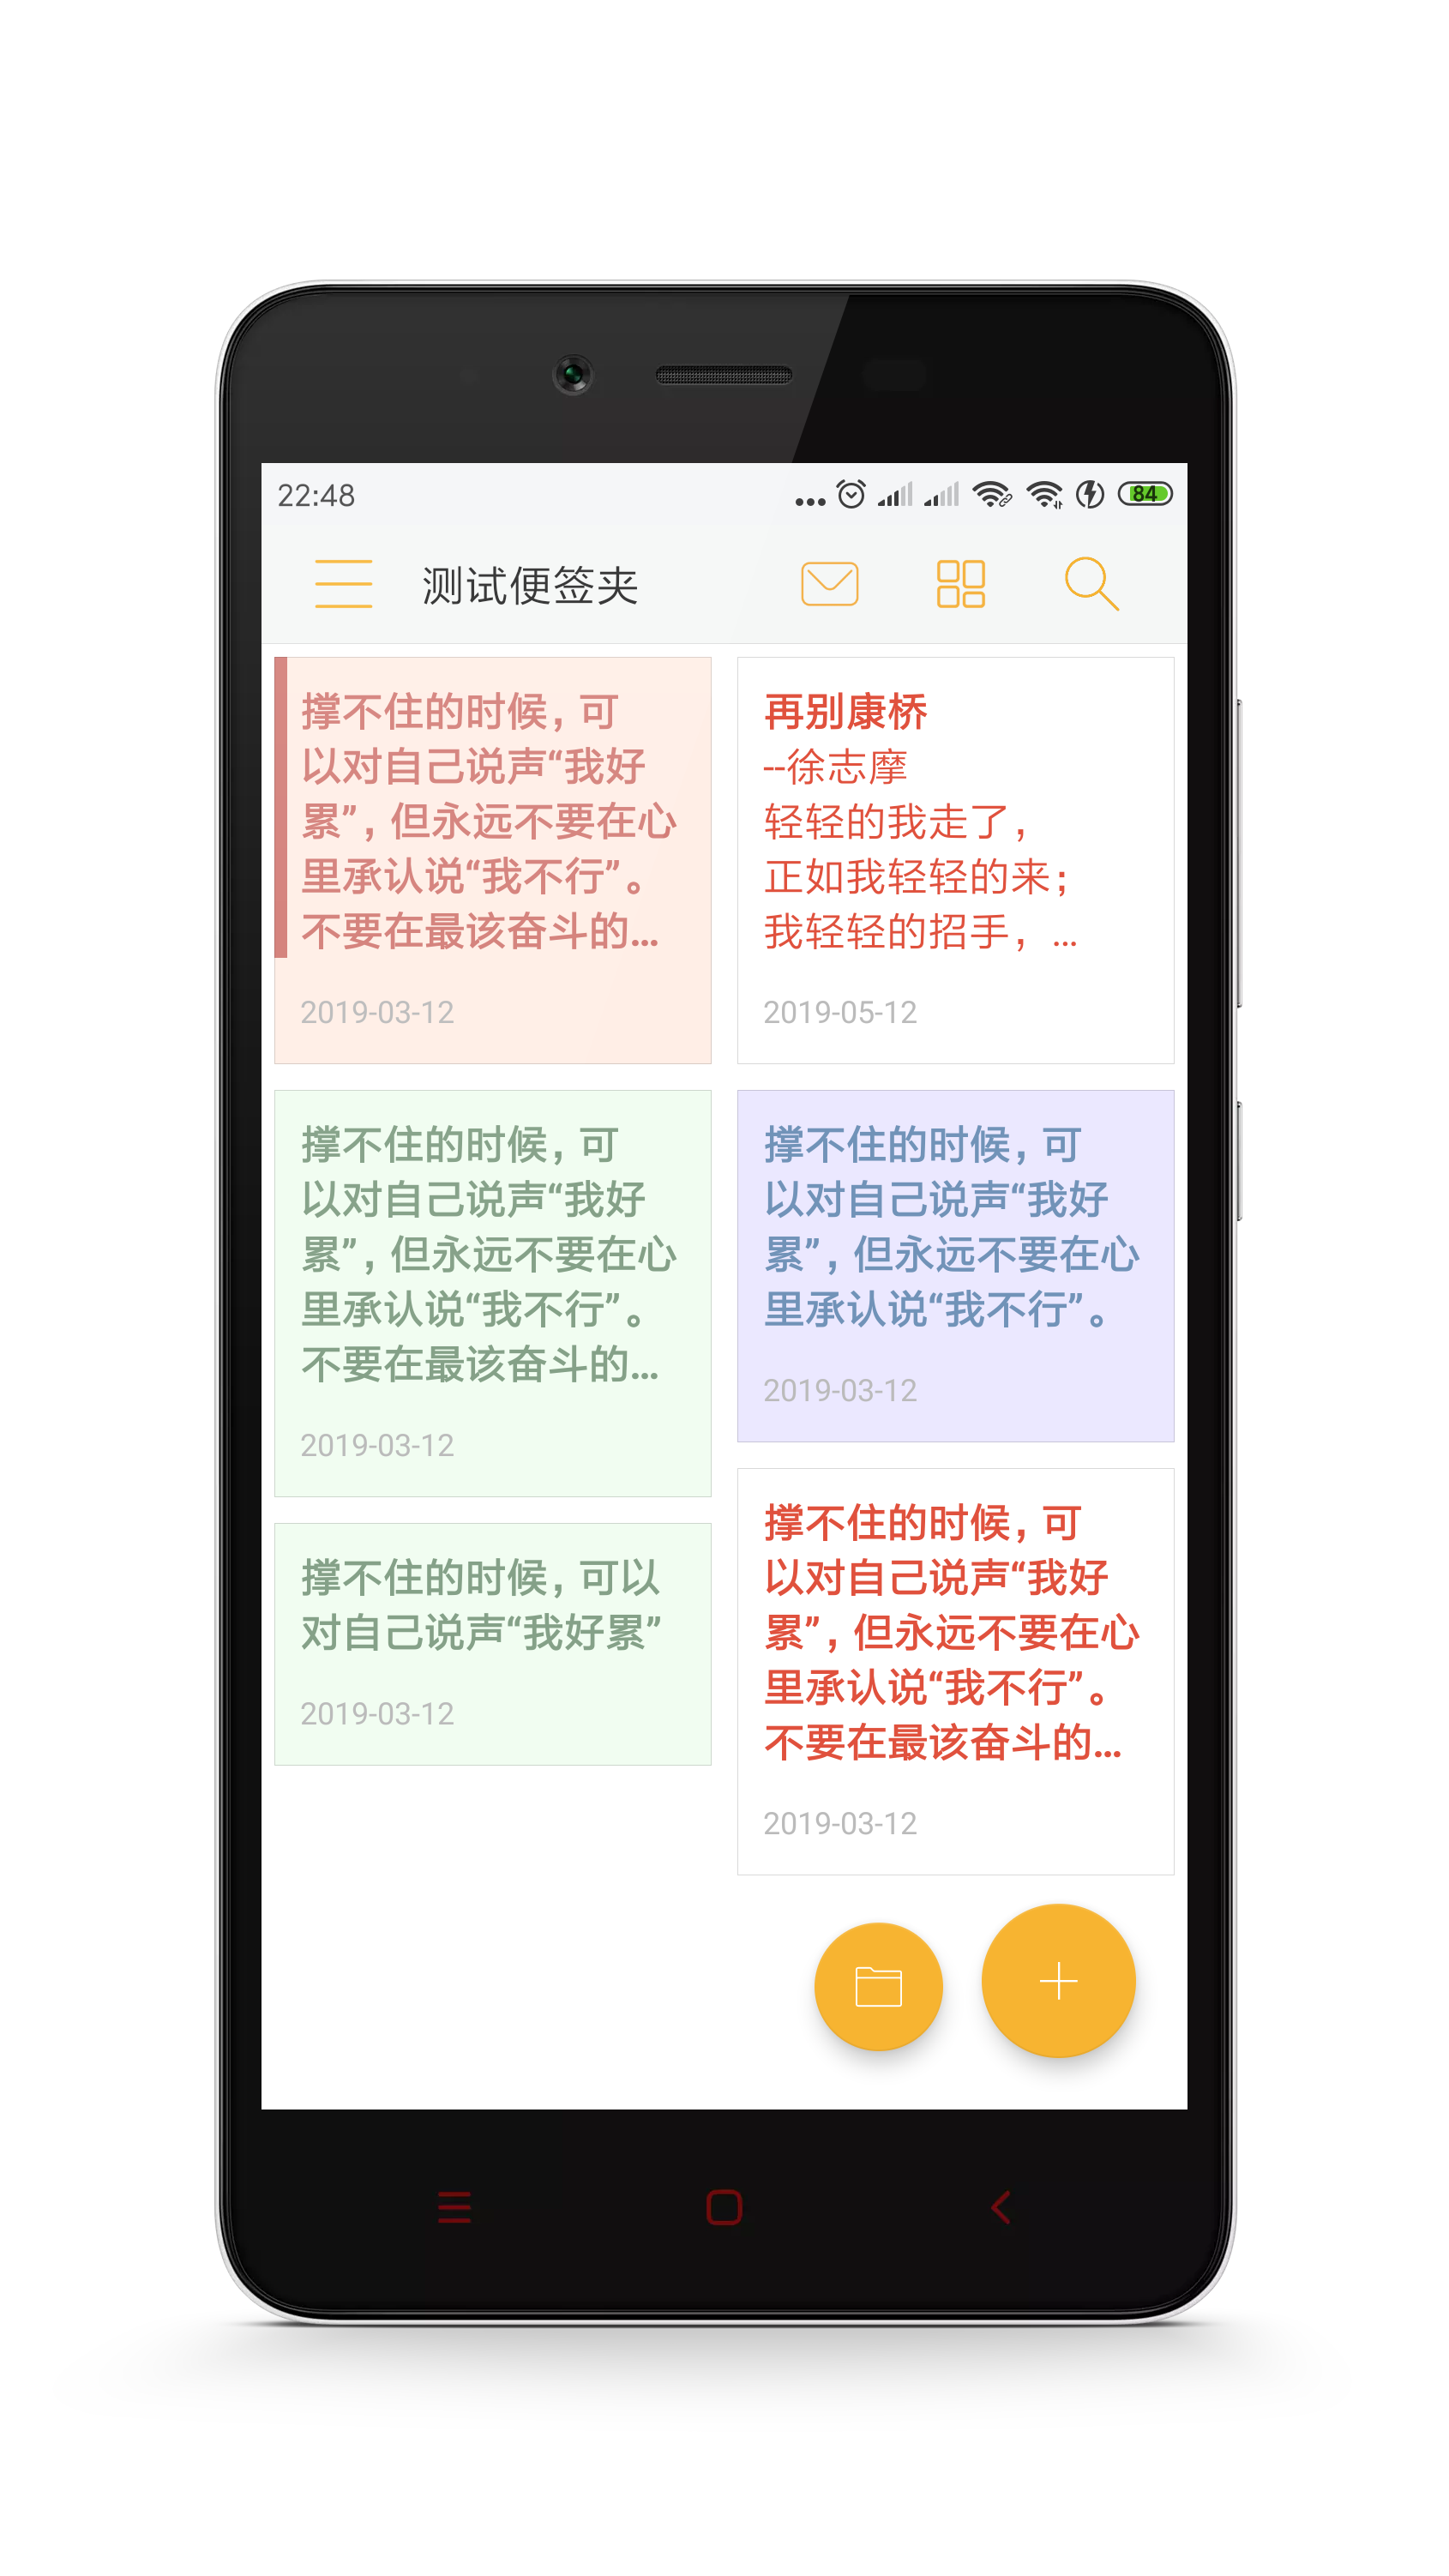 22:48
84
测试便签夹
撑不住的时候，可
以对自己说声“我好
累”，但永远不要在心
里承认说“我不行”。
不要在最该奋斗的...
2019-03-12
再别康桥
--徐志摩
轻轻的我走了，
正如我轻轻的来；
我轻轻的招手，...
2019-05-12
撑不住的时候，可
以对自己说声“我好
累”，但永远不要在心
里承认说“我不行”。
不要在最该奋斗的...
2019-03-12
撑不住的时候，可
以对自己说声“我好
累”，但永远不要在心
里承认说“我不行”。
2019-03-12
撑不住的时候，可以
对自己说声“我好累”
2019-03-12
撑不住的时候，可
以对自己说声“我好
累”，但永远不要在心
里承认说“我不行”。
不要在最该奋斗的...
2019-03-12